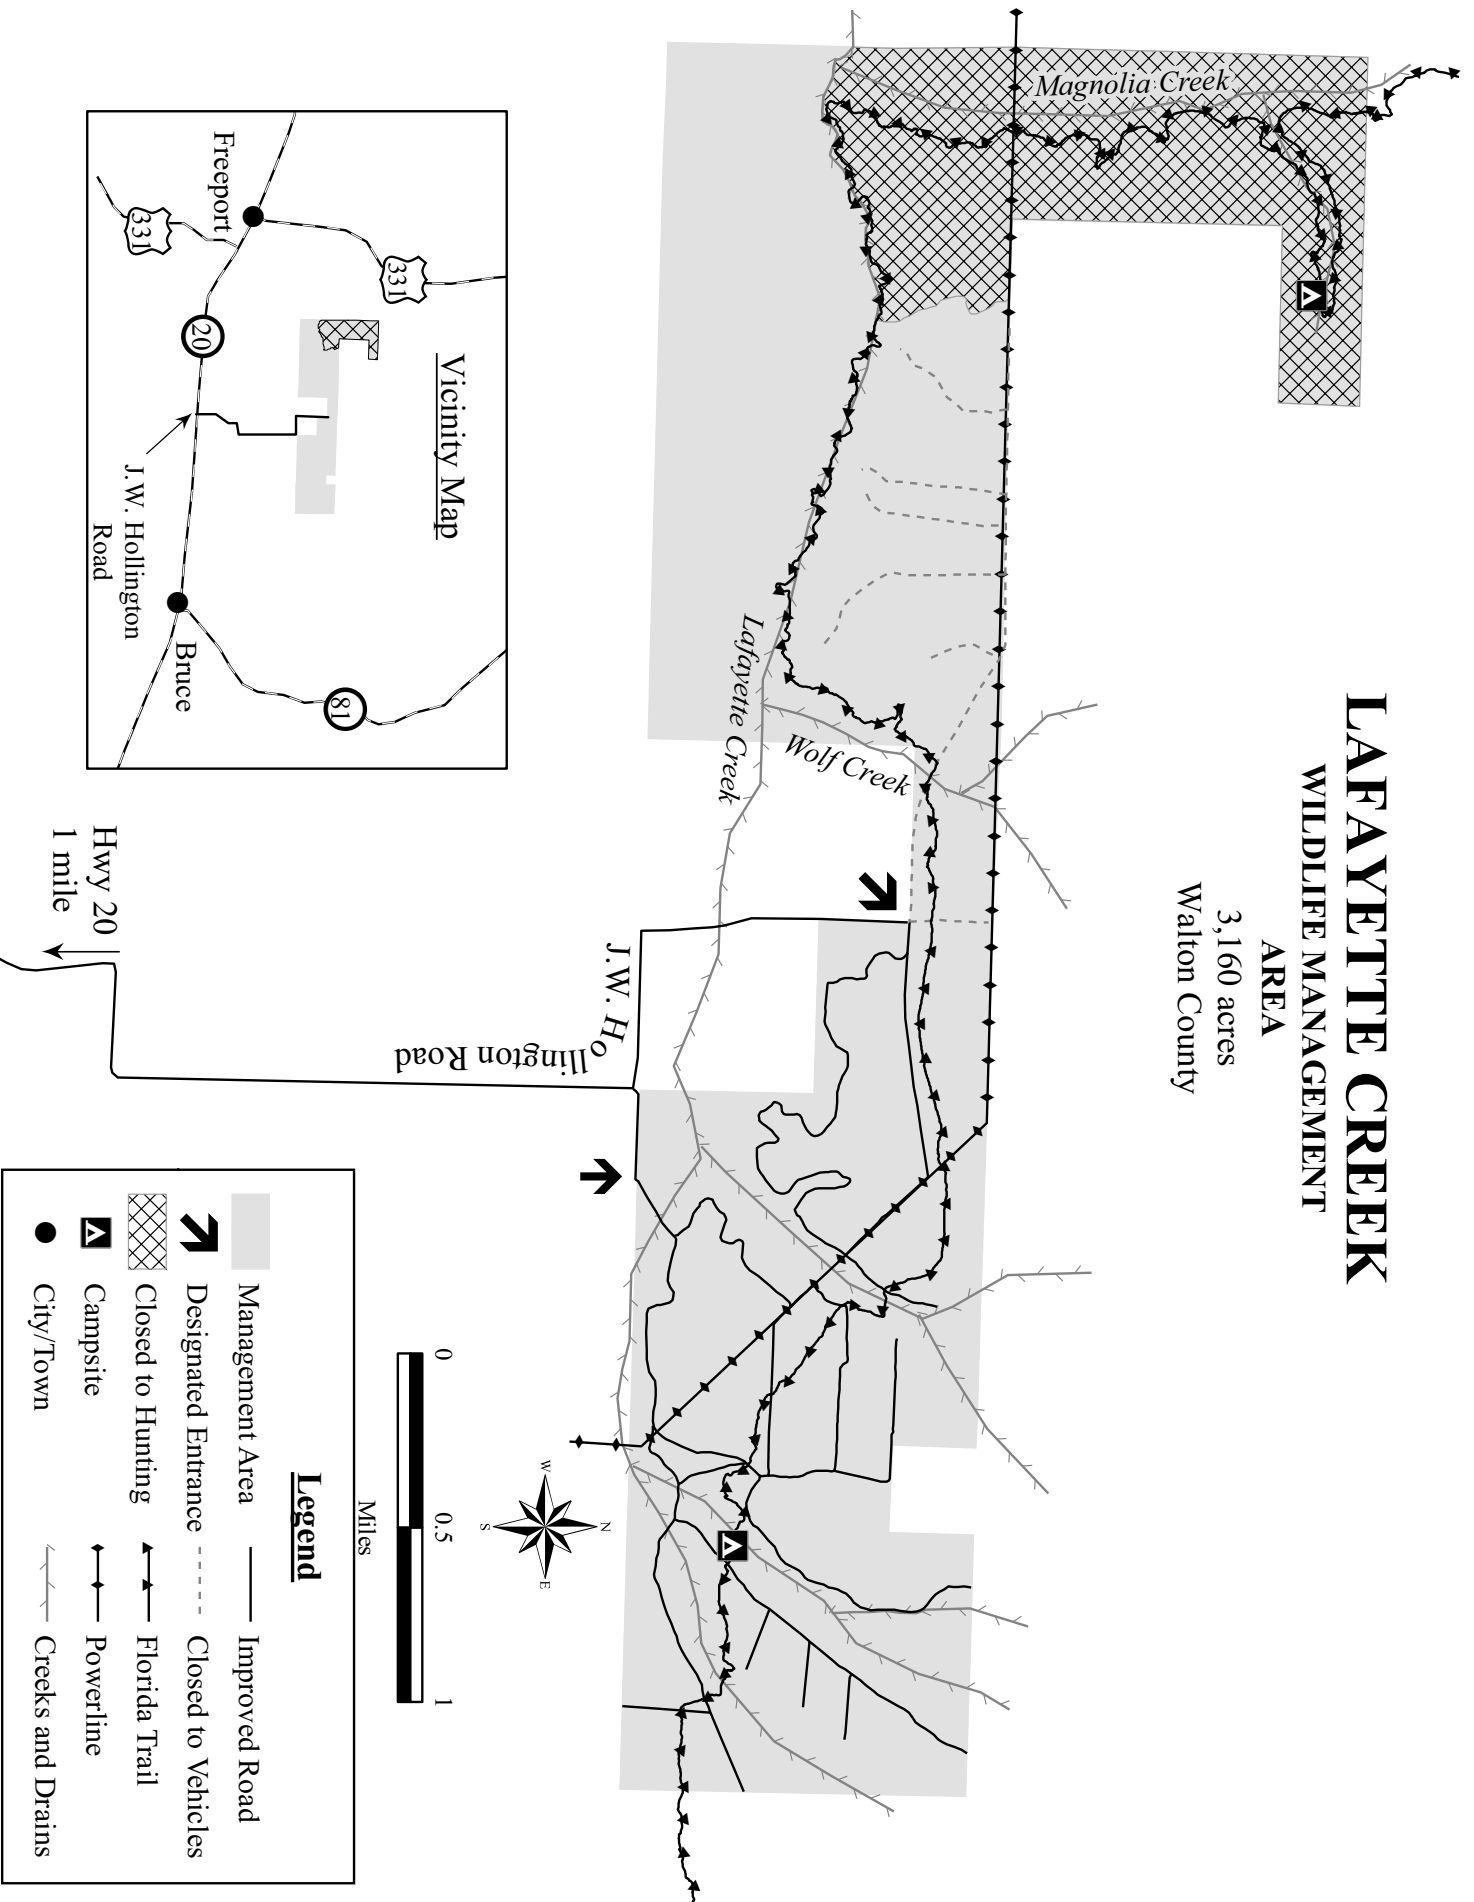 LAFAYETTE CREEK
WILDLIFE MANAGEMENT
AREA
3,160 acres
Walton County
Magnolia Creek
Lafayette Creek
Wolf Creek
J.W. Hollington Road
Hwy 20
1 mile
Vicinity Map
331
331
Freeport
20
81
Bruce
J.W. Hollington
Road
N
W
E
S
0
0.5
1
Miles
Legend
Management Area
Designated Entrance
Closed to Hunting
Campsite
City/Town
Improved Road
Closed to Vehicles
Florida Trail
Powerline
Creeks and Drains